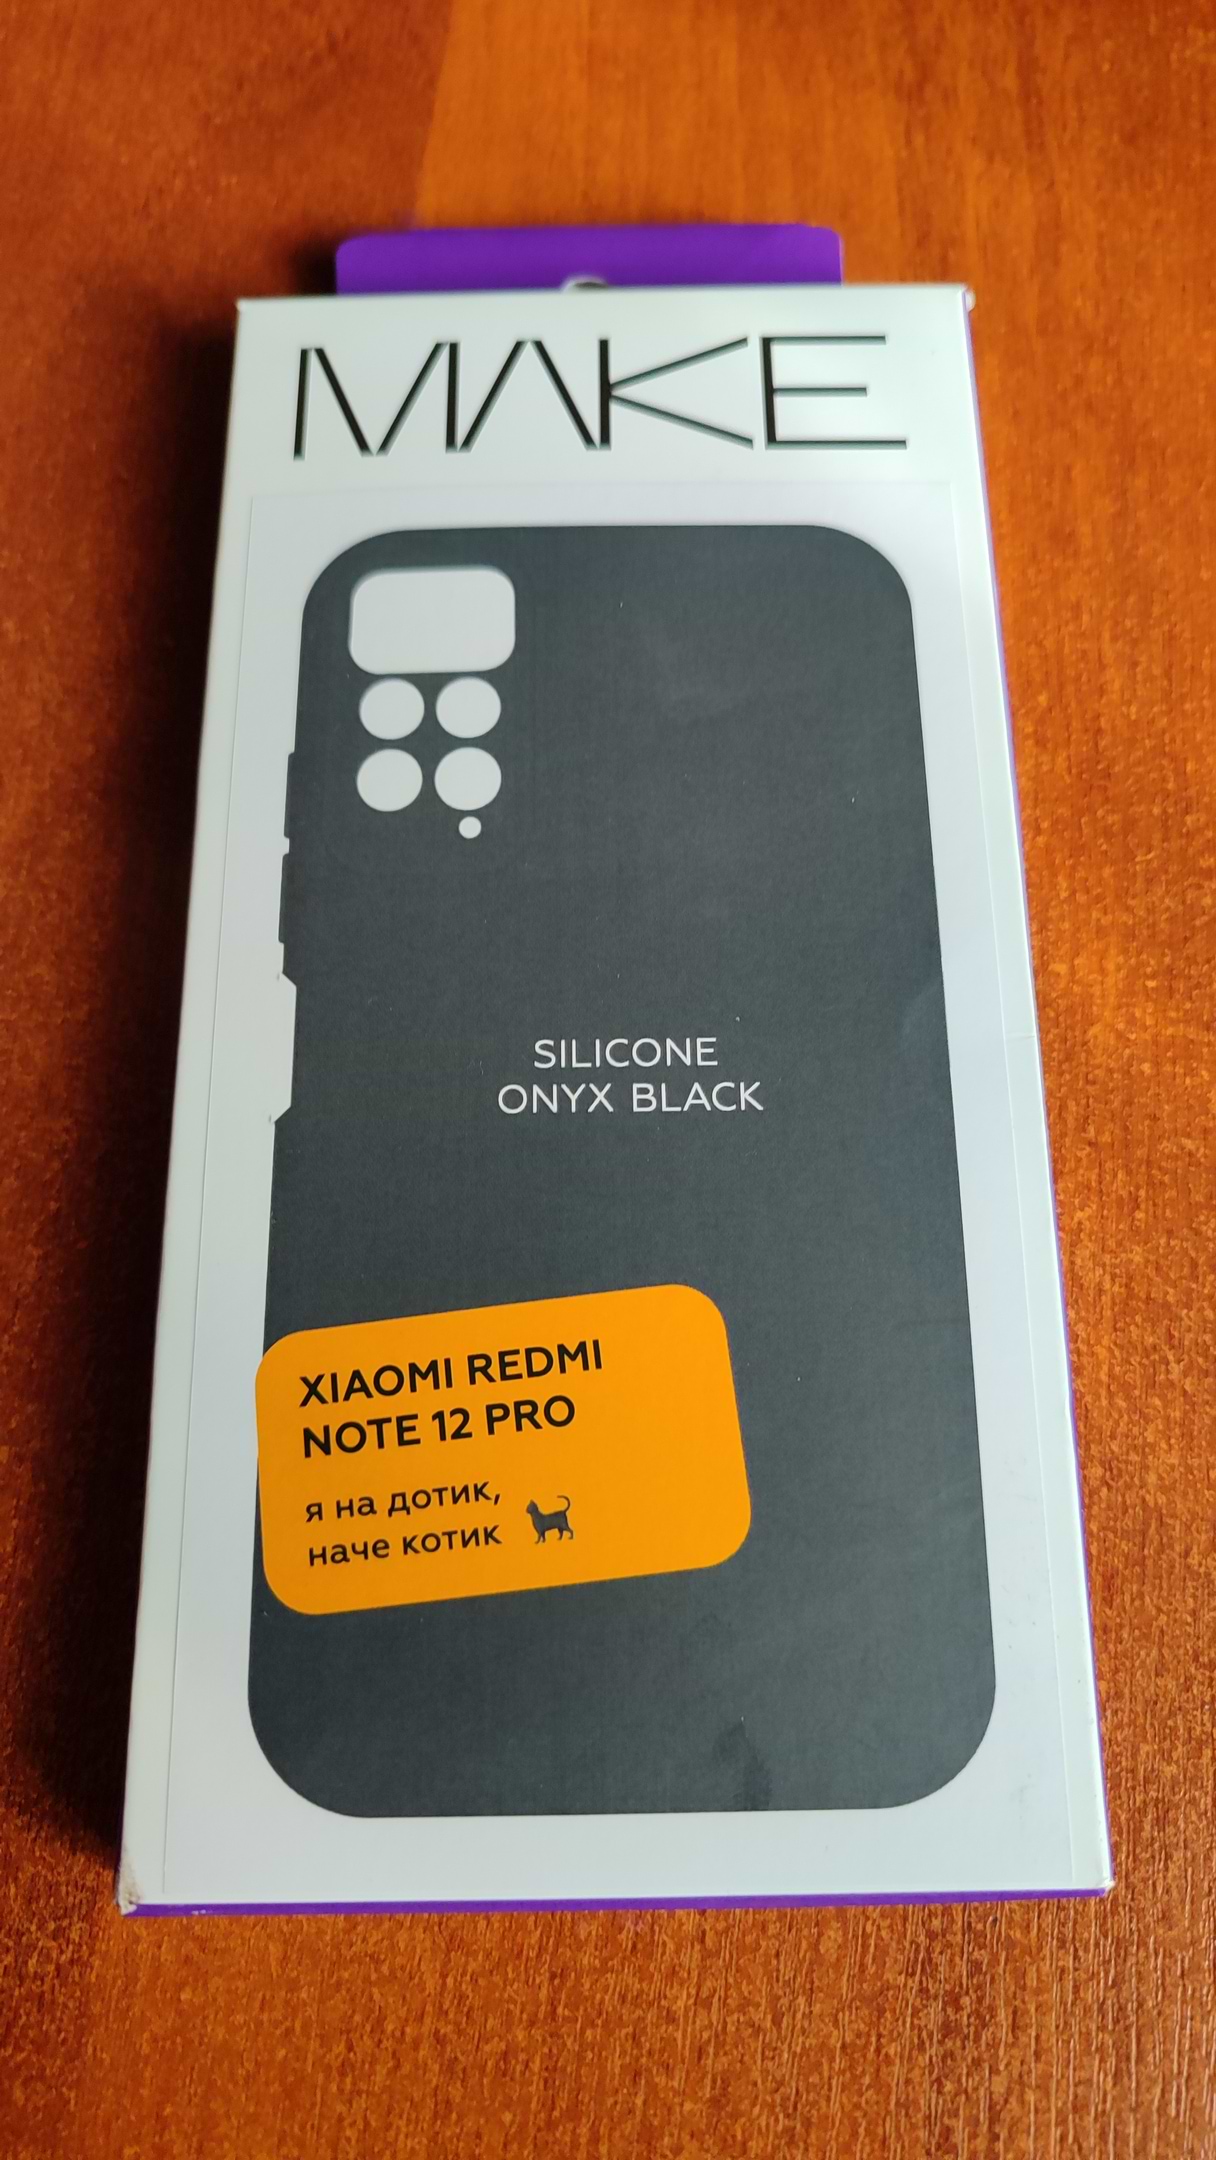 MAKE
SILICONE
ONYX BLACK
XIAOMI REDMI
NOTE 12 PRO
я на дотик,
наче котик